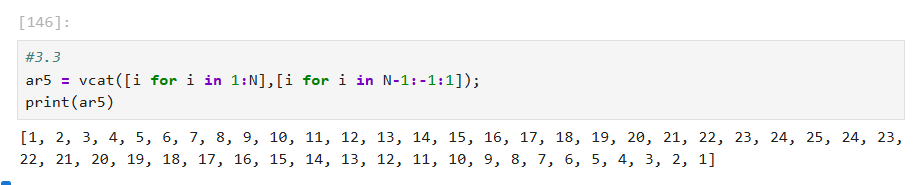 [146]:
#3.3
ar5 = vcat([i for i in 1:N],[i for i in N-1:-1:1]);
print(ar5)
[1, 2, 3, 4, 5, 6, 7, 8, 9, 10, 11, 12, 13, 14, 15, 16, 17, 18, 19, 20, 21, 22, 23, 24, 25, 24, 23,
22, 21, 20, 19, 18, 17, 16, 15, 14, 13, 12, 11, 10, 9, 8, 7, 6, 5, 4, 3, 2, 1]